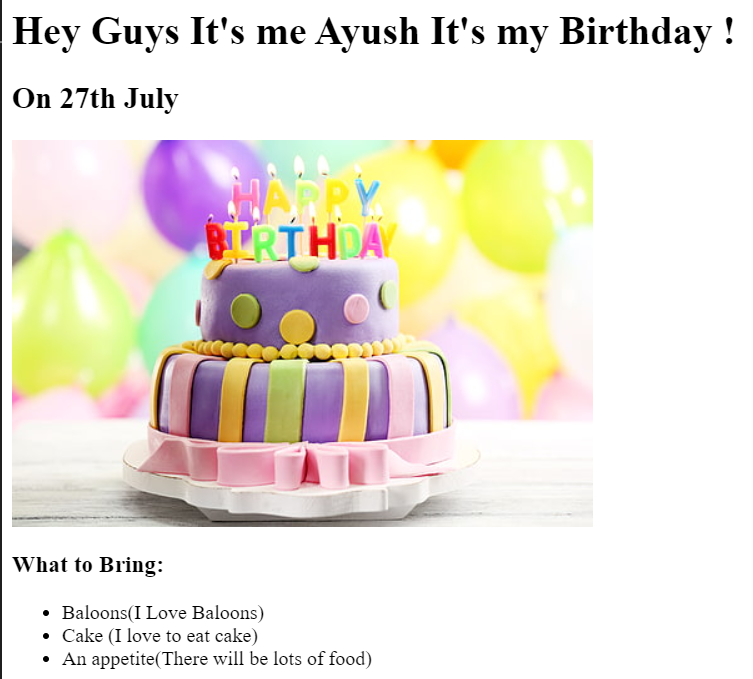 Hey Guys It's me Ayush It's my Birthday !
On 27th July
HAPPY
BIRTHDAY
What to Bring:
Baloons(I Love Baloons)
Cake (I love to eat cake)
An appetite(There will be lots of food)